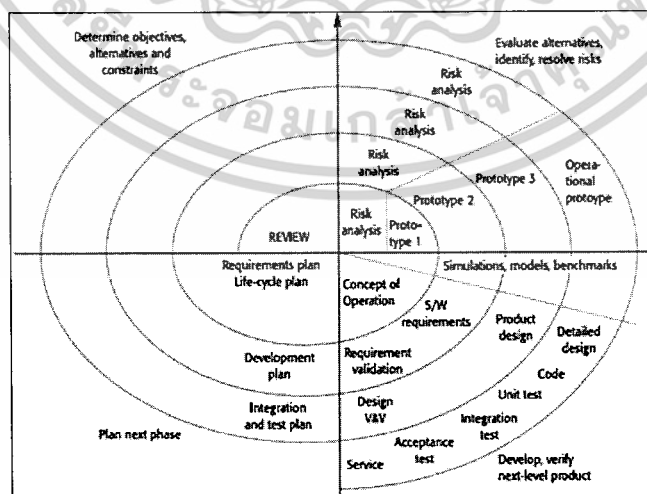 Determine objectives,
alternatives and
constraints
Evaluate alternatives,
identify, resolve risks
Risk
analysis
Risk
analysis
Risk
analysis
Risk
analysis
Proto-
type 1
Prototype 2
Prototype 3
Opera-
tional
protoype
REVIEW
Requirements plan
Life-cycle plan
Simulations, models, benchmarks
Concept of
Operation
S/W
requirements
Product
design
Detailed
design
Development
plan
Requirement
validation
Code
Unit test
Integration
and test plan
Design
V&V
Integration
test
Acceptance
test
Service
Plan next phase
Develop, verify
next-level product